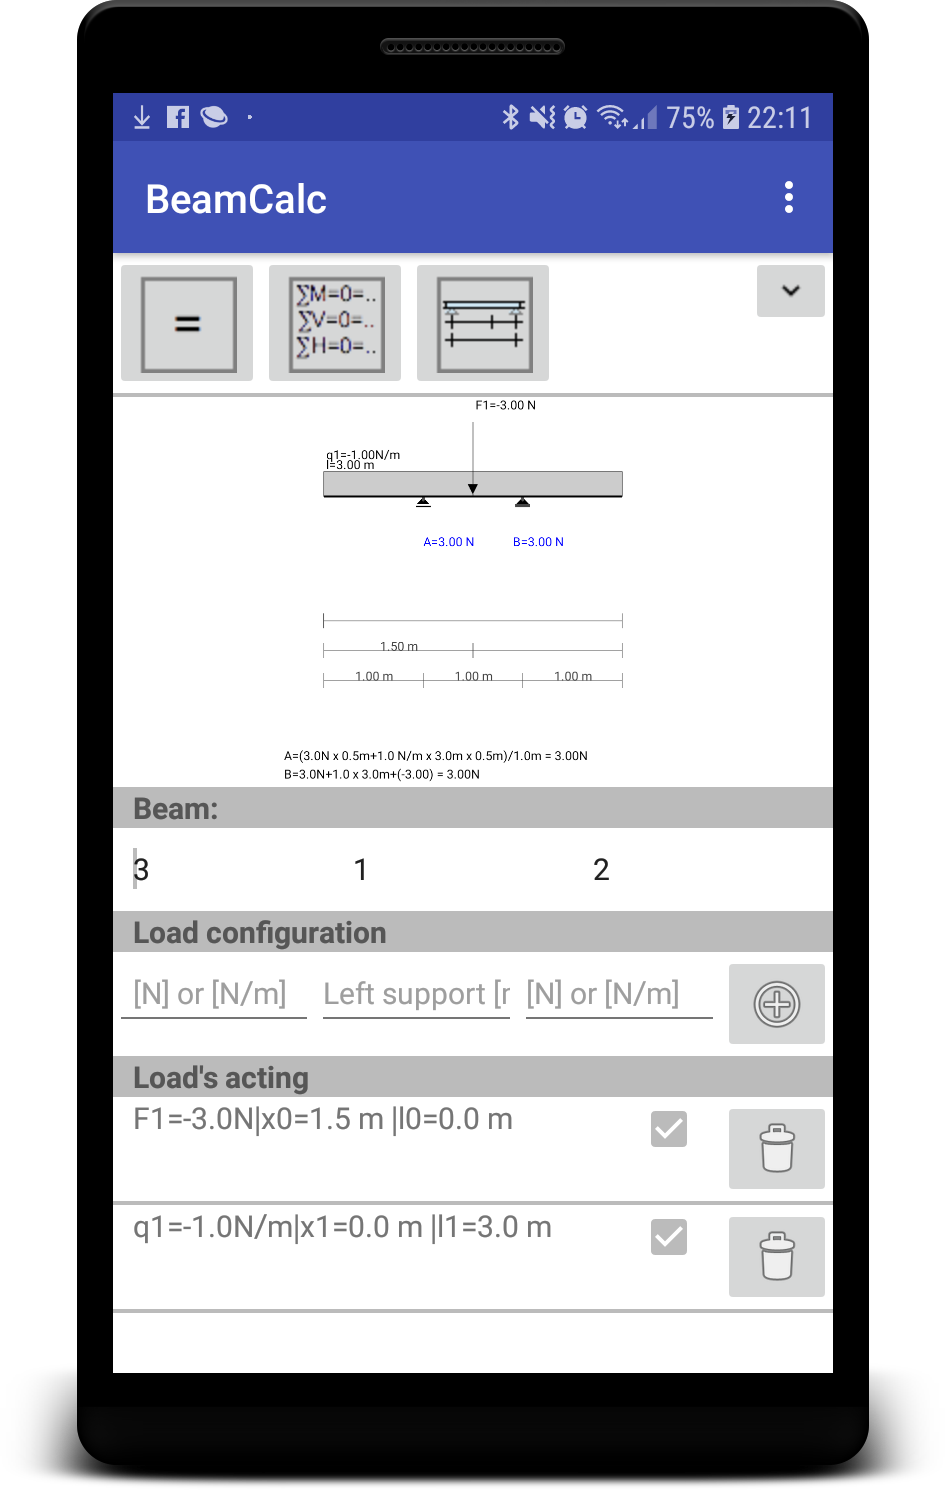 75% 22:11
BeamCalc
=
∑M=0=..
∑V=0=..
∑H=0=..
F1=-3.00 N
q1=-1.00N/m
l=3.00 m
A=3.00 N B=3.00 N
1.50 m
1.00 m 1.00 m 1.00 m
A=(3.0N x 0.5m+1.0 N/m x 3.0m x 0.5m)/1.0m = 3.00N
B=3.0N+1.0 x 3.0m+(-3.00) = 3.00N
Beam:
3 1 2
Load configuration
[N] or [N/m] Left support [r [N] or [N/m]
Load's acting
F1=-3.0N|x0=1.5 m |l0=0.0 m
q1=-1.0N/m|x1=0.0 m |l1=3.0 m